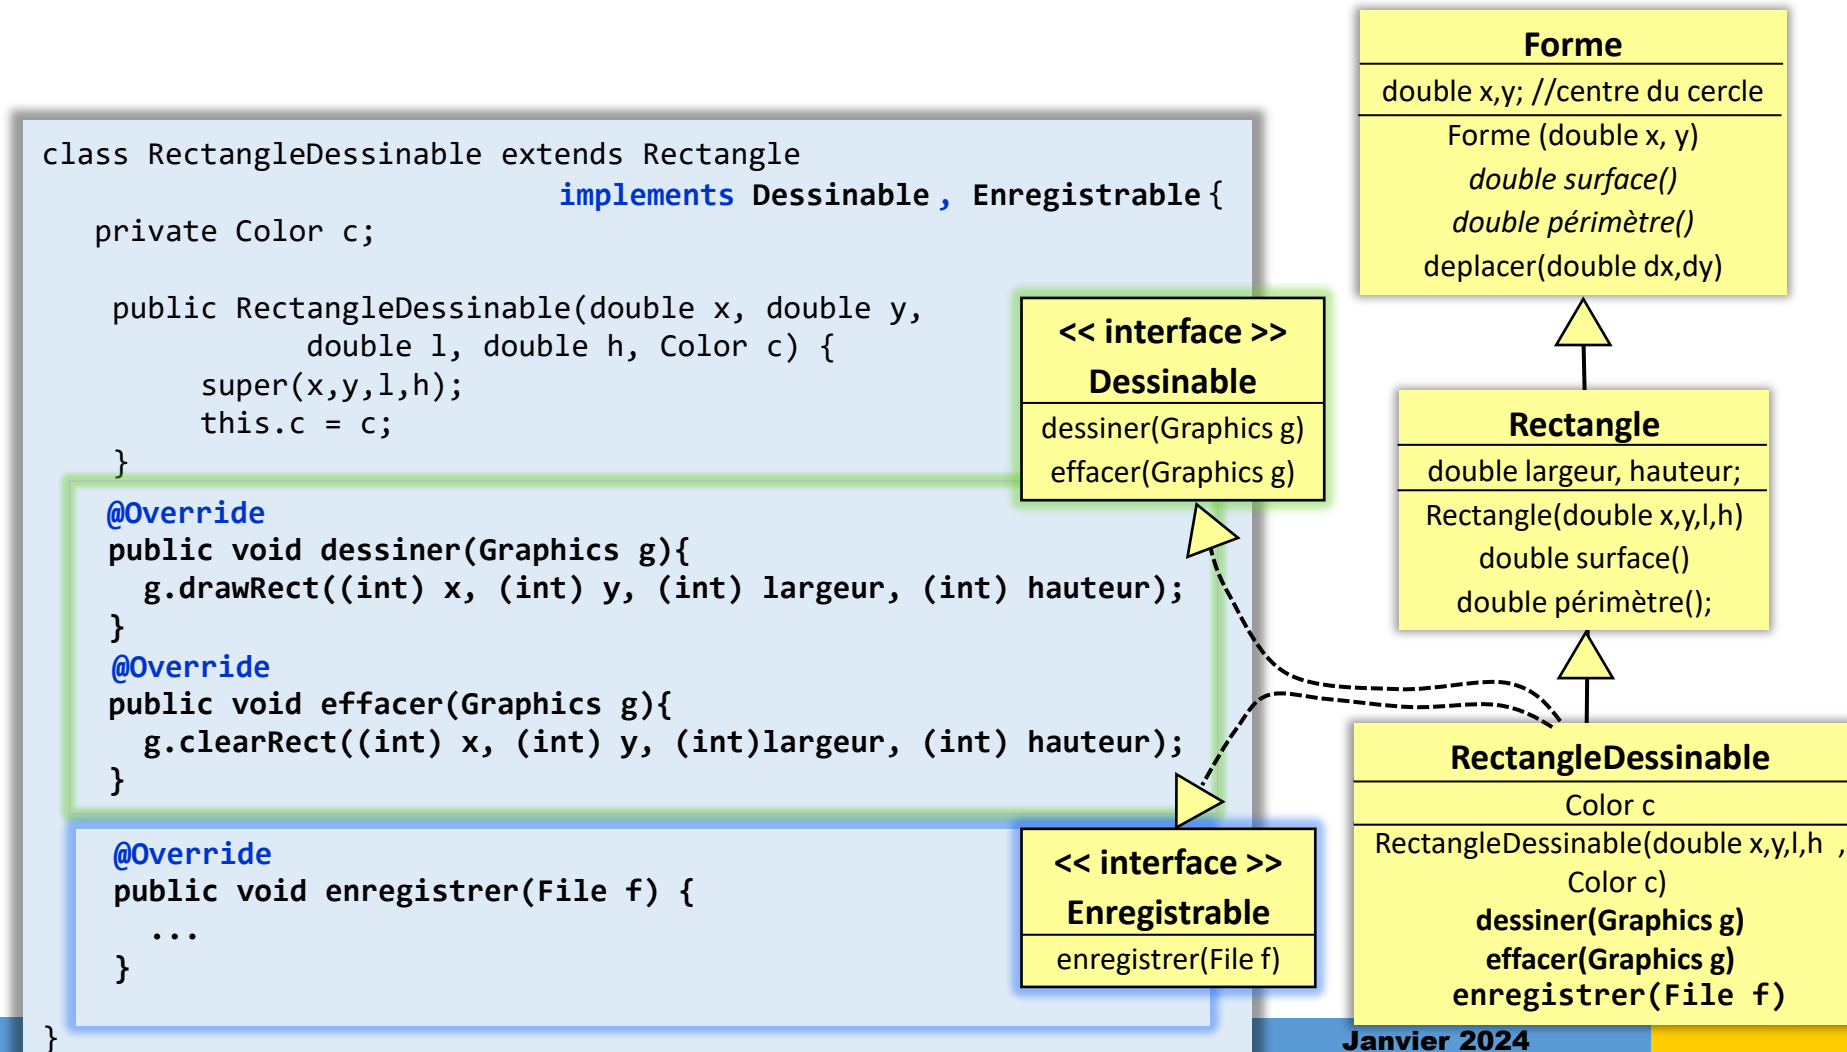 class RectangleDessinable extends Rectangle
implements Dessinable , Enregistrable {
private Color c;
public RectangleDessinable(double x, double y,
double l, double h, Color c) {
super(x,y,l,h);
this.c = c;
}
@Override
public void dessiner(Graphics g){
g.drawRect((int) x, (int) y, (int) largeur, (int) hauteur);
}
@Override
public void effacer(Graphics g){
g.clearRect((int) x, (int) y, (int)largeur, (int) hauteur);
}
@Override
public void enregistrer(File f) {
...
}
}
<< interface >>
Dessinable
dessiner(Graphics g)
effacer(Graphics g)
<< interface >>
Enregistrable
enregistrer(File f)
Forme
double x,y; //centre du cercle
Forme (double x, y)
double surface()
double périmètre()
deplacer(double dx,dy)
Rectangle
double largeur, hauteur;
Rectangle(double x,y,l,h)
double surface()
double périmètre();
RectangleDessinable
Color c
RectangleDessinable(double x,y,l,h ,
Color c)
dessiner(Graphics g)
effacer(Graphics g)
enregistrer(File f)
Janvier 2024